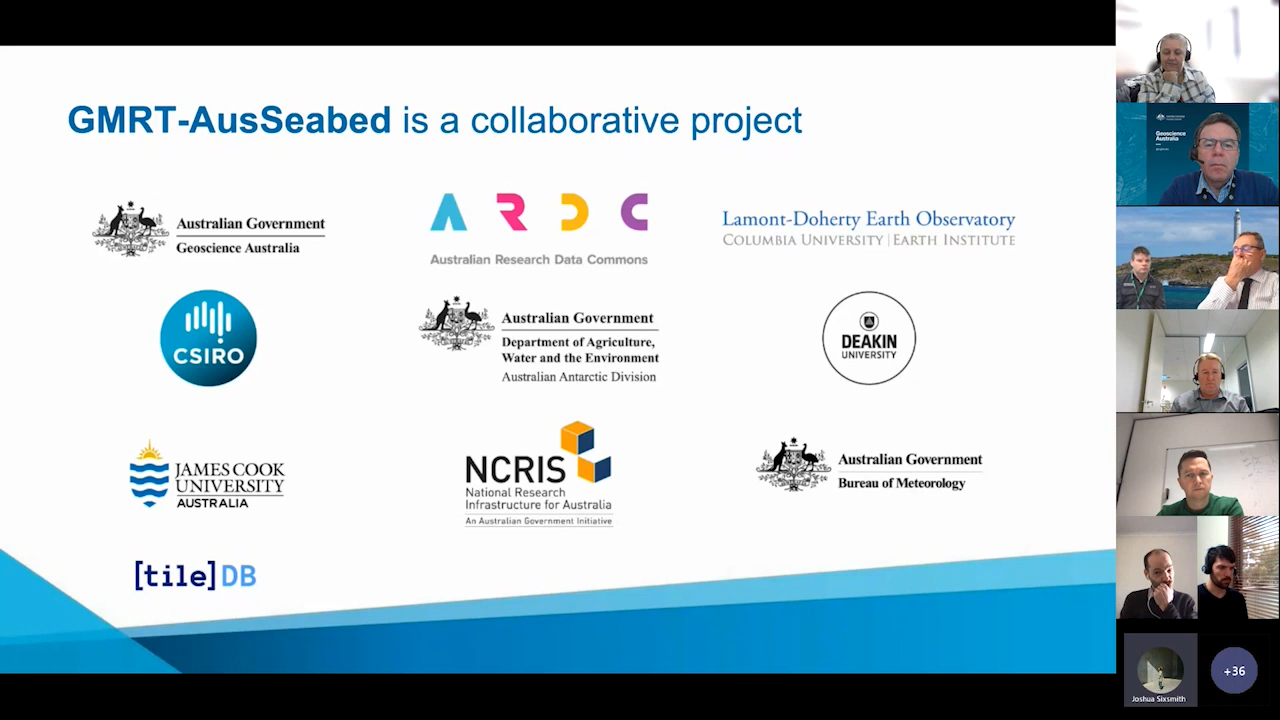 GMRT-AusSeabed is a collaborative project
Australian Government
Geoscience Australia
A R D C
Australian Research Data Commons
Lamont-Doherty Earth Observatory
COLUMBIA UNIVERSITY | EARTH INSTITUTE
CSIRO
Australian Government
Department of Agriculture,
Water and the Environment
Australian Antarctic Division
DEAKIN
UNIVERSITY
JAMES COOK
UNIVERSITY
AUSTRALIA
NCRIS
National Research
Infrastructure for Australia
An Australian Government Initiative
Australian Government
Bureau of Meteorology
[tile]DB
Geoscience
Australia
Joshua Sixsmith
+36